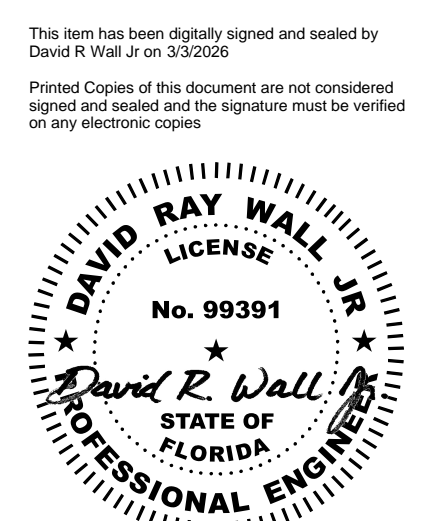 This item has been digitally signed and sealed by
David R Wall Jr on 3/3/2026
Printed Copies of this document are not considered
signed and sealed and the signature must be verified
on any electronic copies
DAVID RAY WALL JR
LICENSE
No. 99391
David R. Wall Jr.
STATE OF
FLORIDA
PROFESSIONAL ENGINEER